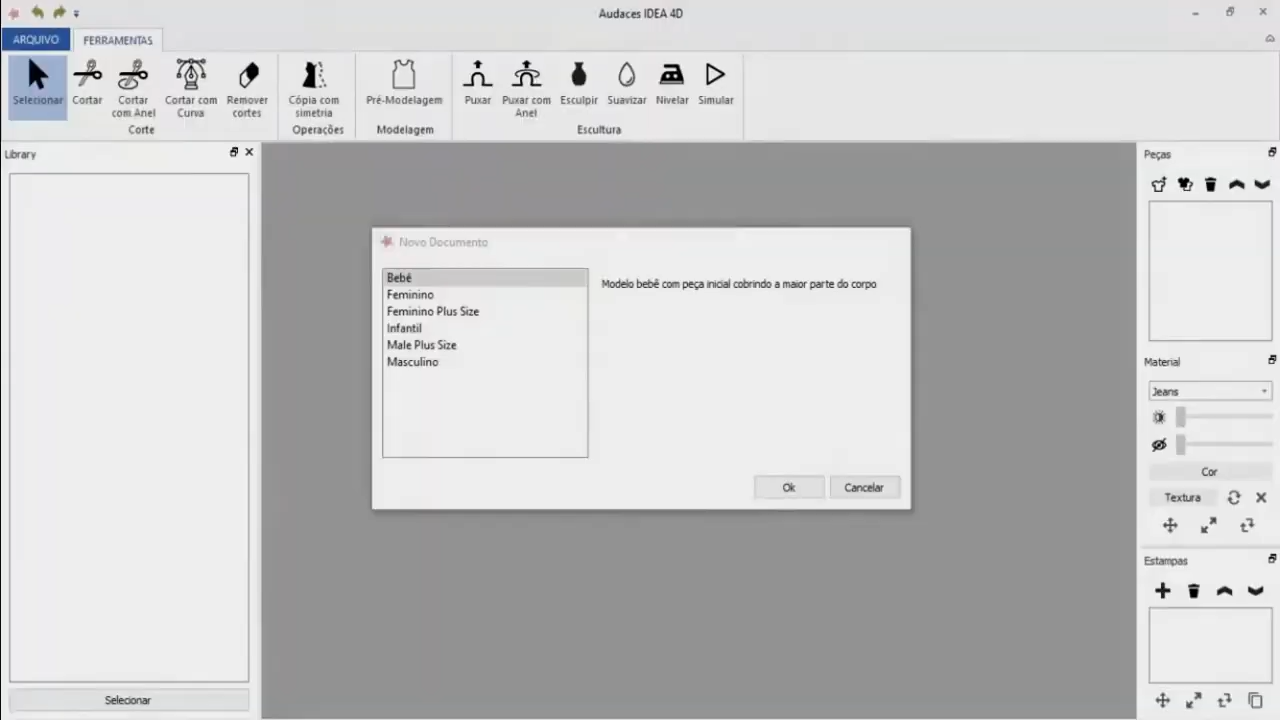 Audaces IDEA 4D
ARQUIVO
FERRAMENTAS
Selecionar
Cortar
Cortar com Anel
Cortar com Curva
Remover cortes
Corte
Cópia com simetria
Operações
Pré-Modelagem
Modelagem
Puxar
Puxar com Anel
Esculpir
Suavizar
Nivelar
Simular
Escultura
Library
Selecionar
Novo Documento
Bebê
Feminino
Feminino Plus Size
Infantil
Male Plus Size
Masculino
Modelo bebê com peça inicial cobrindo a maior parte do corpo
Ok
Cancelar
Peças
Material
Jeans
Cor
Textura
Estampas